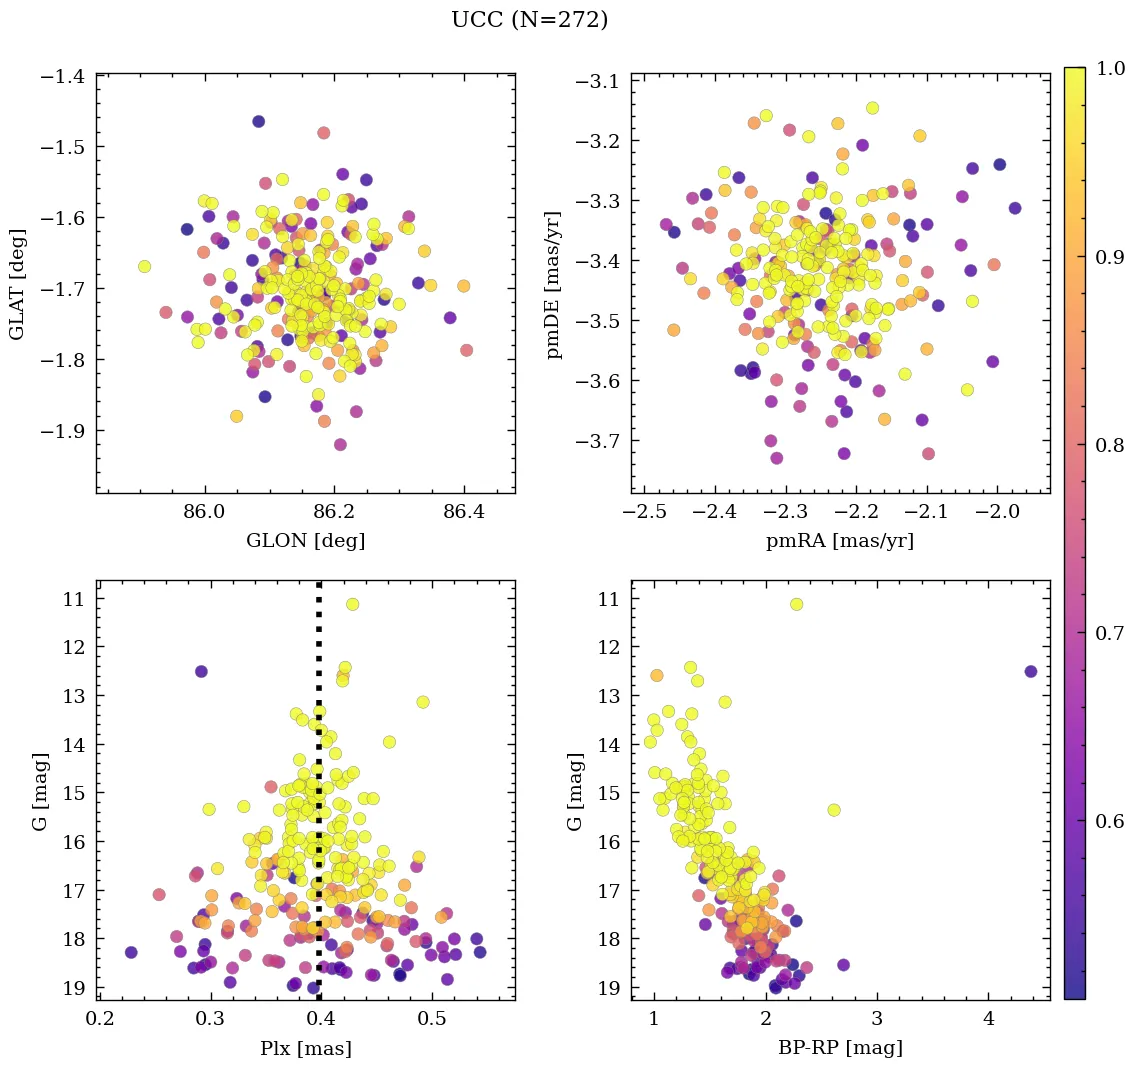 UCC (N=272)
−1.4
−1.5
−1.6
−1.7
−1.8
−1.9
GLAT [deg]
86.0 86.2 86.4
GLON [deg]
−3.1
−3.2
−3.3
−3.4
−3.5
−3.6
−3.7
pmDE [mas/yr]
−2.5 −2.4 −2.3 −2.2 −2.1 −2.0
pmRA [mas/yr]
1.0
0.9
0.8
0.7
0.6
11
12
13
14
15
16
17
18
19
G [mag]
0.2 0.3 0.4 0.5
Plx [mas]
11
12
13
14
15
16
17
18
19
G [mag]
1 2 3 4
BP-RP [mag]